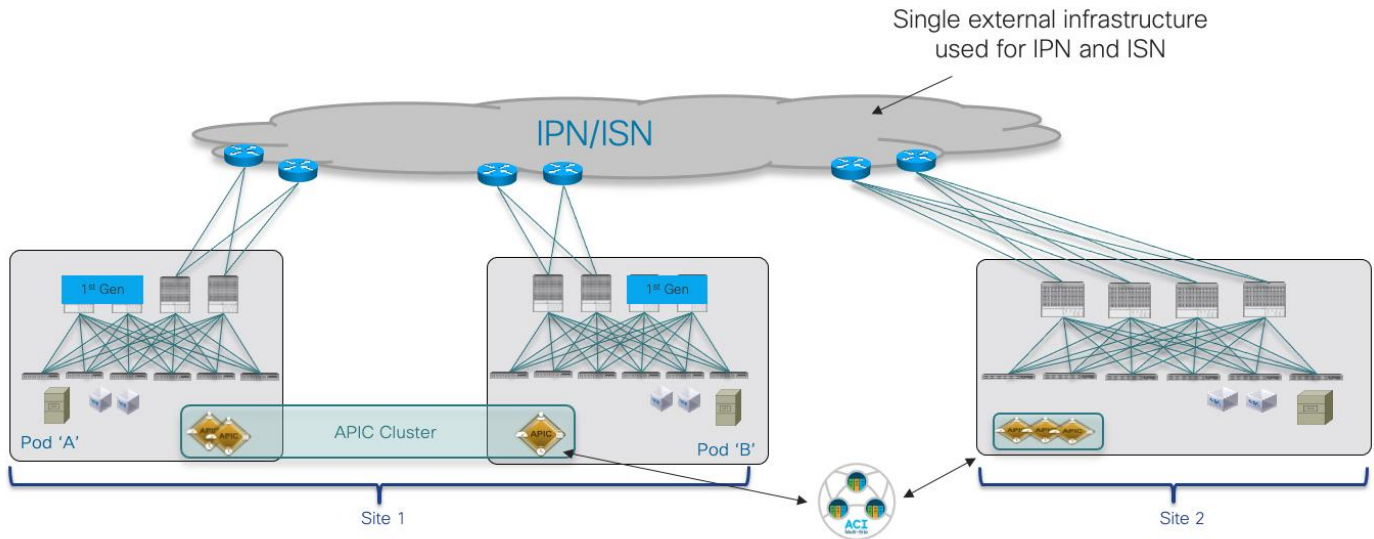 Single external infrastructure
used for IPN and ISN
IPN/ISN
1st Gen
1st Gen
APIC
APIC Cluster
APIC
Pod 'A'
Pod 'B'
APIC
Site 1
ACI
Site 2